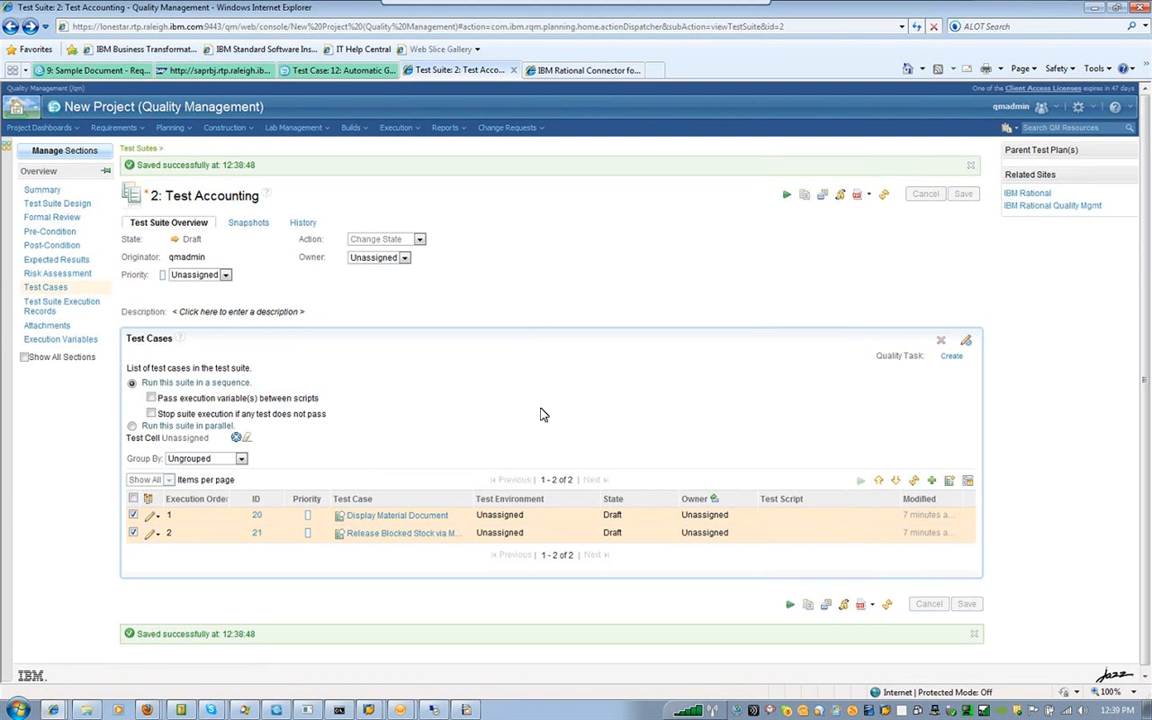 Test Suite: 2: Test Accounting - Quality Management - Windows Internet Explorer
https://lonestar.rtp.raleigh.ibm.com:9443/qm/web/console/New%20Project%20(Quality%20Management)#action=com.ibm.rqm.planning.home.actionDispatcher&subAction=viewTestSuite&id=2
ALOT Search
Favorites IBM Business Transformat... IBM Standard Software Ins... IT Help Central Web Slice Gallery
9: Sample Document - Req... http://saprbj.rtp.raleigh.ib... Test Case: 12: Automatic G... Test Suite: 2: Test Acco... X IBM Rational Connector fo...
Page Safety Tools
Quality Management (/qm) One of the Client Access Licenses expires in 47 days
New Project (Quality Management) qmadmin
Project Dashboards Requirements Planning Construction Lab Management Builds Execution Reports Change Requests Search QM Resources
Manage Sections
Overview
Summary
Test Suite Design
Formal Review
Pre-Condition
Post-Condition
Expected Results
Risk Assessment
Test Cases
Test Suite Execution
Records
Attachments
Execution Variables
Show All Sections
Test Suites >
Saved successfully at: 12:38:48
* 2: Test Accounting ?
Cancel Save
Test Suite Overview Snapshots History
State: Draft Action: Change State
Originator: qmadmin Owner: Unassigned
Priority: Unassigned
Description: < Click here to enter a description >
Test Cases ?
Quality Task: Create
List of test cases in the test suite.
Run this suite in a sequence.
Pass execution variable(s) between scripts
Stop suite execution if any test does not pass
Run this suite in parallel.
Test Cell Unassigned
Group By: Ungrouped
Show All Items per page Previous 1 - 2 of 2 Next
Execution Order ID Priority Test Case Test Environment State Owner Test Script Modified
1 20 Display Material Document Unassigned Draft Unassigned 7 minutes a...
2 21 Release Blocked Stock via M... Unassigned Draft Unassigned 7 minutes a...
Previous 1 - 2 of 2 Next
Cancel Save
Saved successfully at: 12:38:48
Parent Test Plan(s)
Related Sites
IBM Rational
IBM Rational Quality Mgmt
IBM jazz
Internet | Protected Mode: Off 100%
12:39 PM